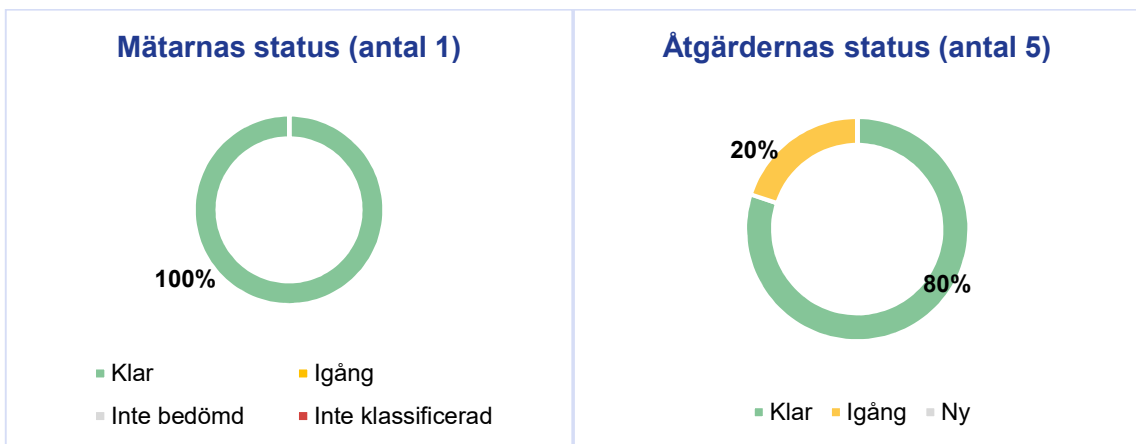 Mätarnas status (antal 1)
100%
Klar
Igång
Inte bedömd
Inte klassificerad
Åtgärdernas status (antal 5)
20%
80%
Klar
Igång
Ny